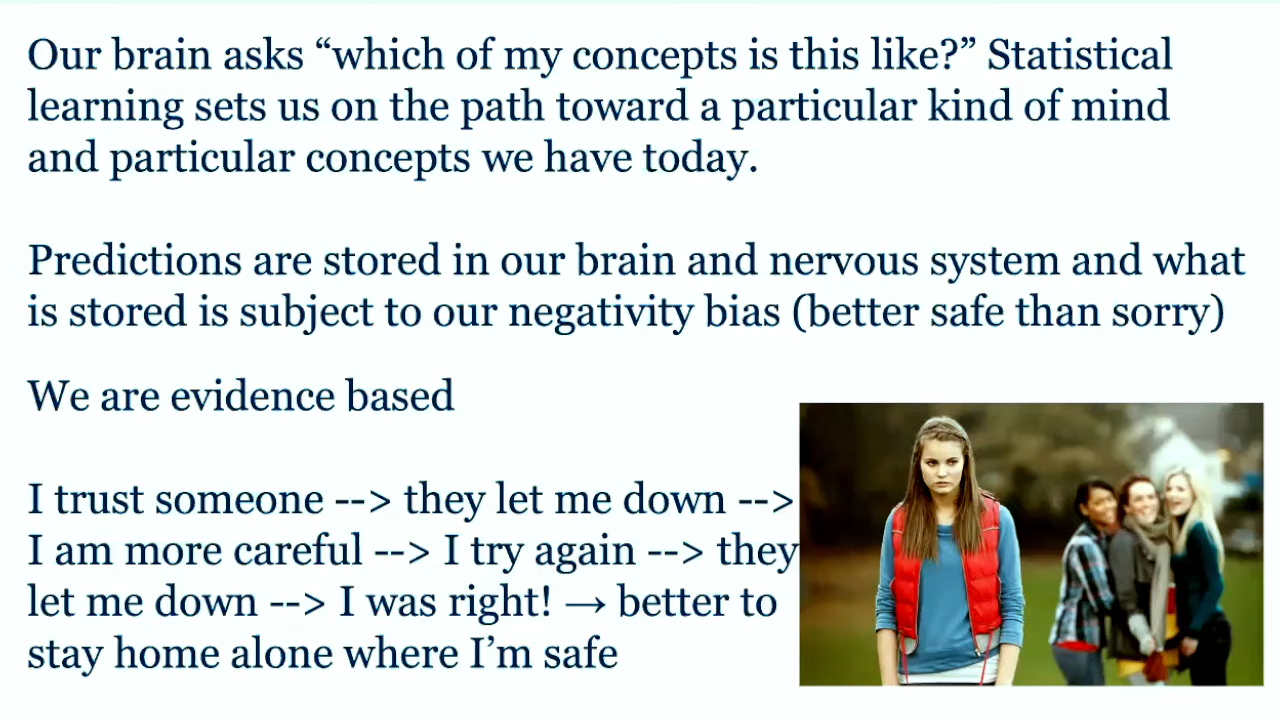 Our brain asks “which of my concepts is this like?” Statistical
learning sets us on the path toward a particular kind of mind
and particular concepts we have today.
Predictions are stored in our brain and nervous system and what
is stored is subject to our negativity bias (better safe than sorry)
We are evidence based
I trust someone --> they let me down -->
I am more careful --> I try again --> they
let me down --> I was right! → better to
stay home alone where I’m safe